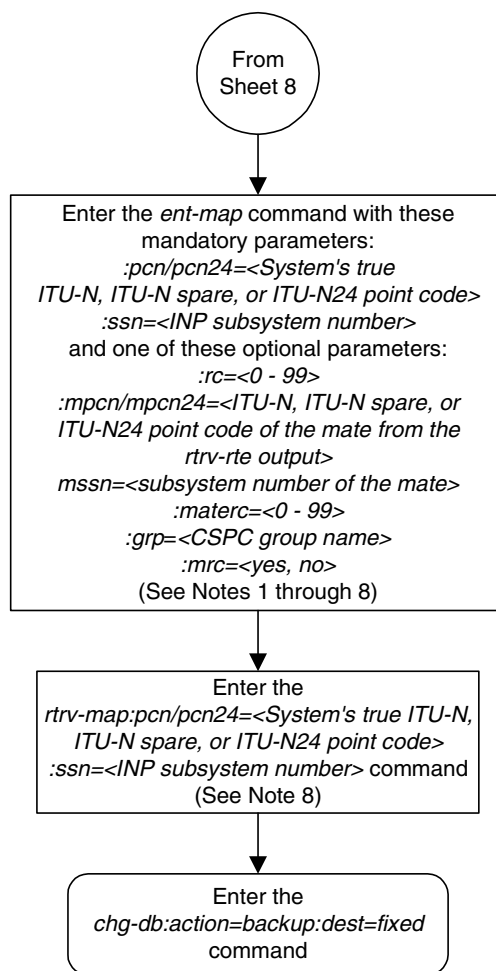 From
Sheet 8
Enter the ent-map command with these
mandatory parameters:
:pcn/pcn24=<System's true
ITU-N, ITU-N spare, or ITU-N24 point code>
:ssn=<INP subsystem number>
and one of these optional parameters:
:rc=<0 - 99>
:mpcn/mpcn24=<ITU-N, ITU-N spare, or
ITU-N24 point code of the mate from the
rtrv-rte output>
mssn=<subsystem number of the mate>
:materc=<0 - 99>
:grp=<CSPC group name>
:mrc=<yes, no>
(See Notes 1 through 8)
Enter the
rtrv-map:pcn/pcn24=<System's true ITU-N,
ITU-N spare, or ITU-N24 point code>
:ssn=<INP subsystem number> command
(See Note 8)
Enter the
chg-db:action=backup:dest=fixed
command